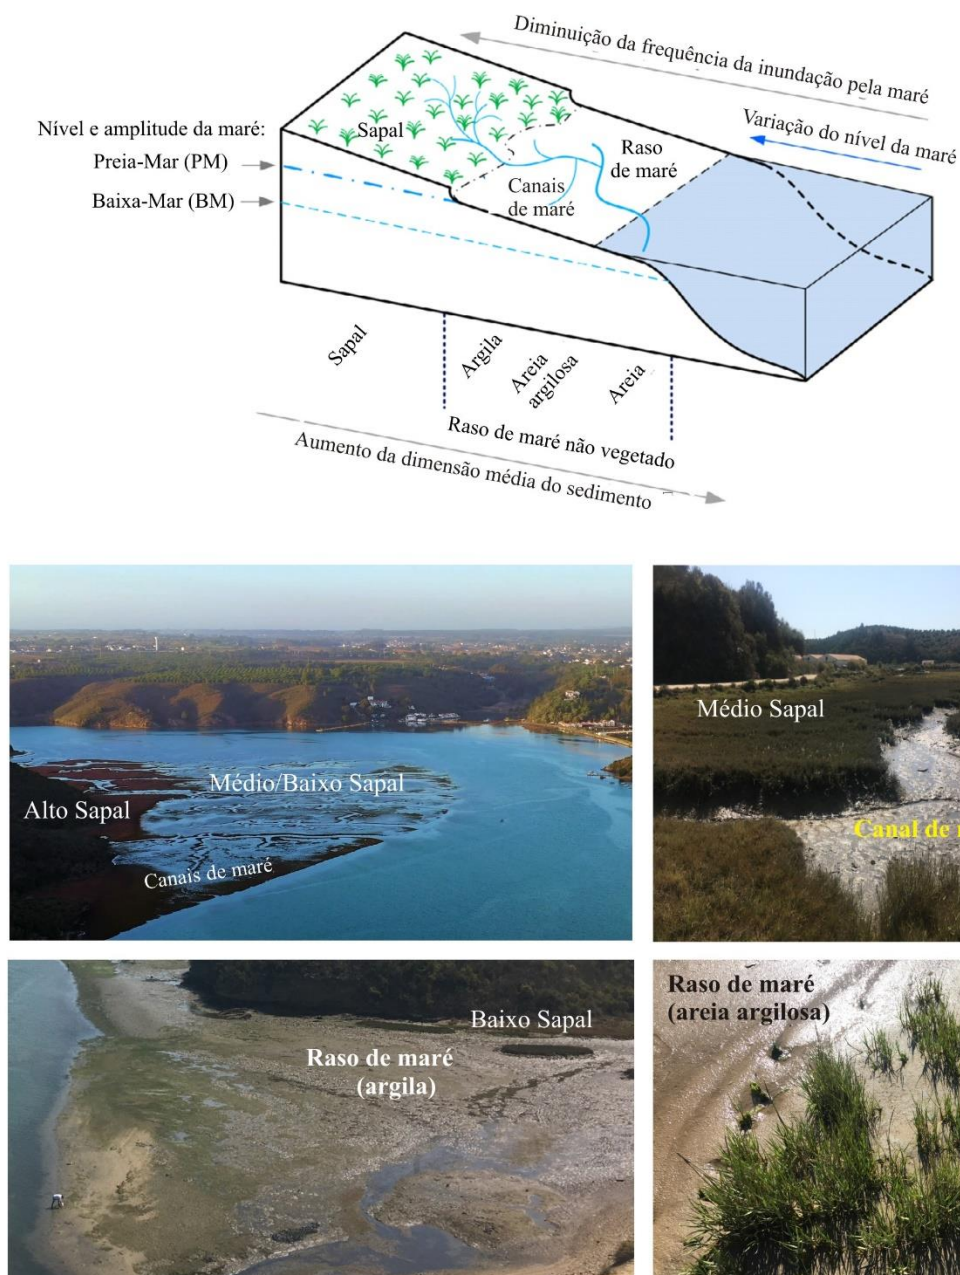 Diminuição da frequência da inundação pela maré
Variação do nível da maré
Nível e amplitude da maré:
Preia-Mar (PM)
Baixa-Mar (BM)
Sapal
Raso
de maré
Canais
de maré
Sapal
Argila
Areia
argilosa
Areia
Raso de maré não vegetado
Aumento da dimensão média do sedimento
Médio/Baixo Sapal
Alto Sapal
Canais de maré
Médio Sapal
Canal de
Baixo Sapal
Raso de maré
(argila)
Raso de maré
(areia argilosa)